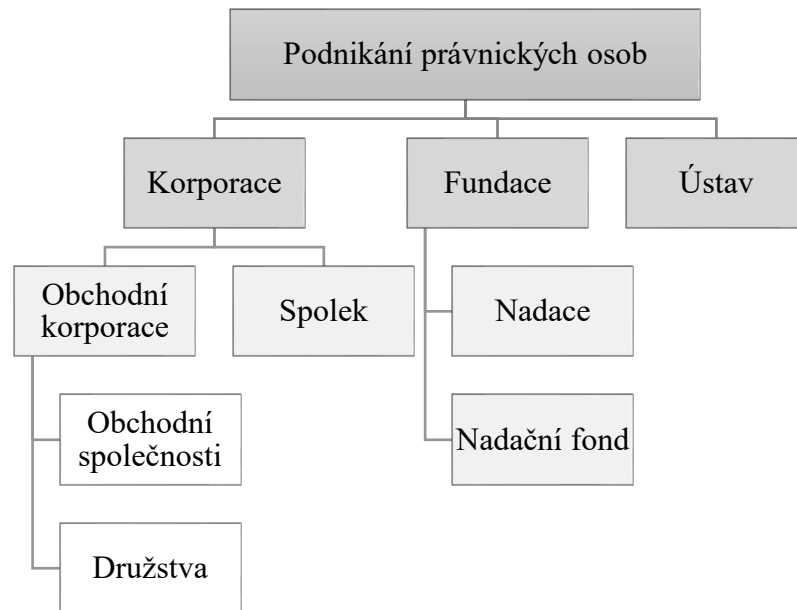 Podnikání právnických osob
Korporace
Fundace
Ústav
Obchodní
korporace
Spolek
Nadace
Obchodní
společnosti
Nadační fond
Družstva